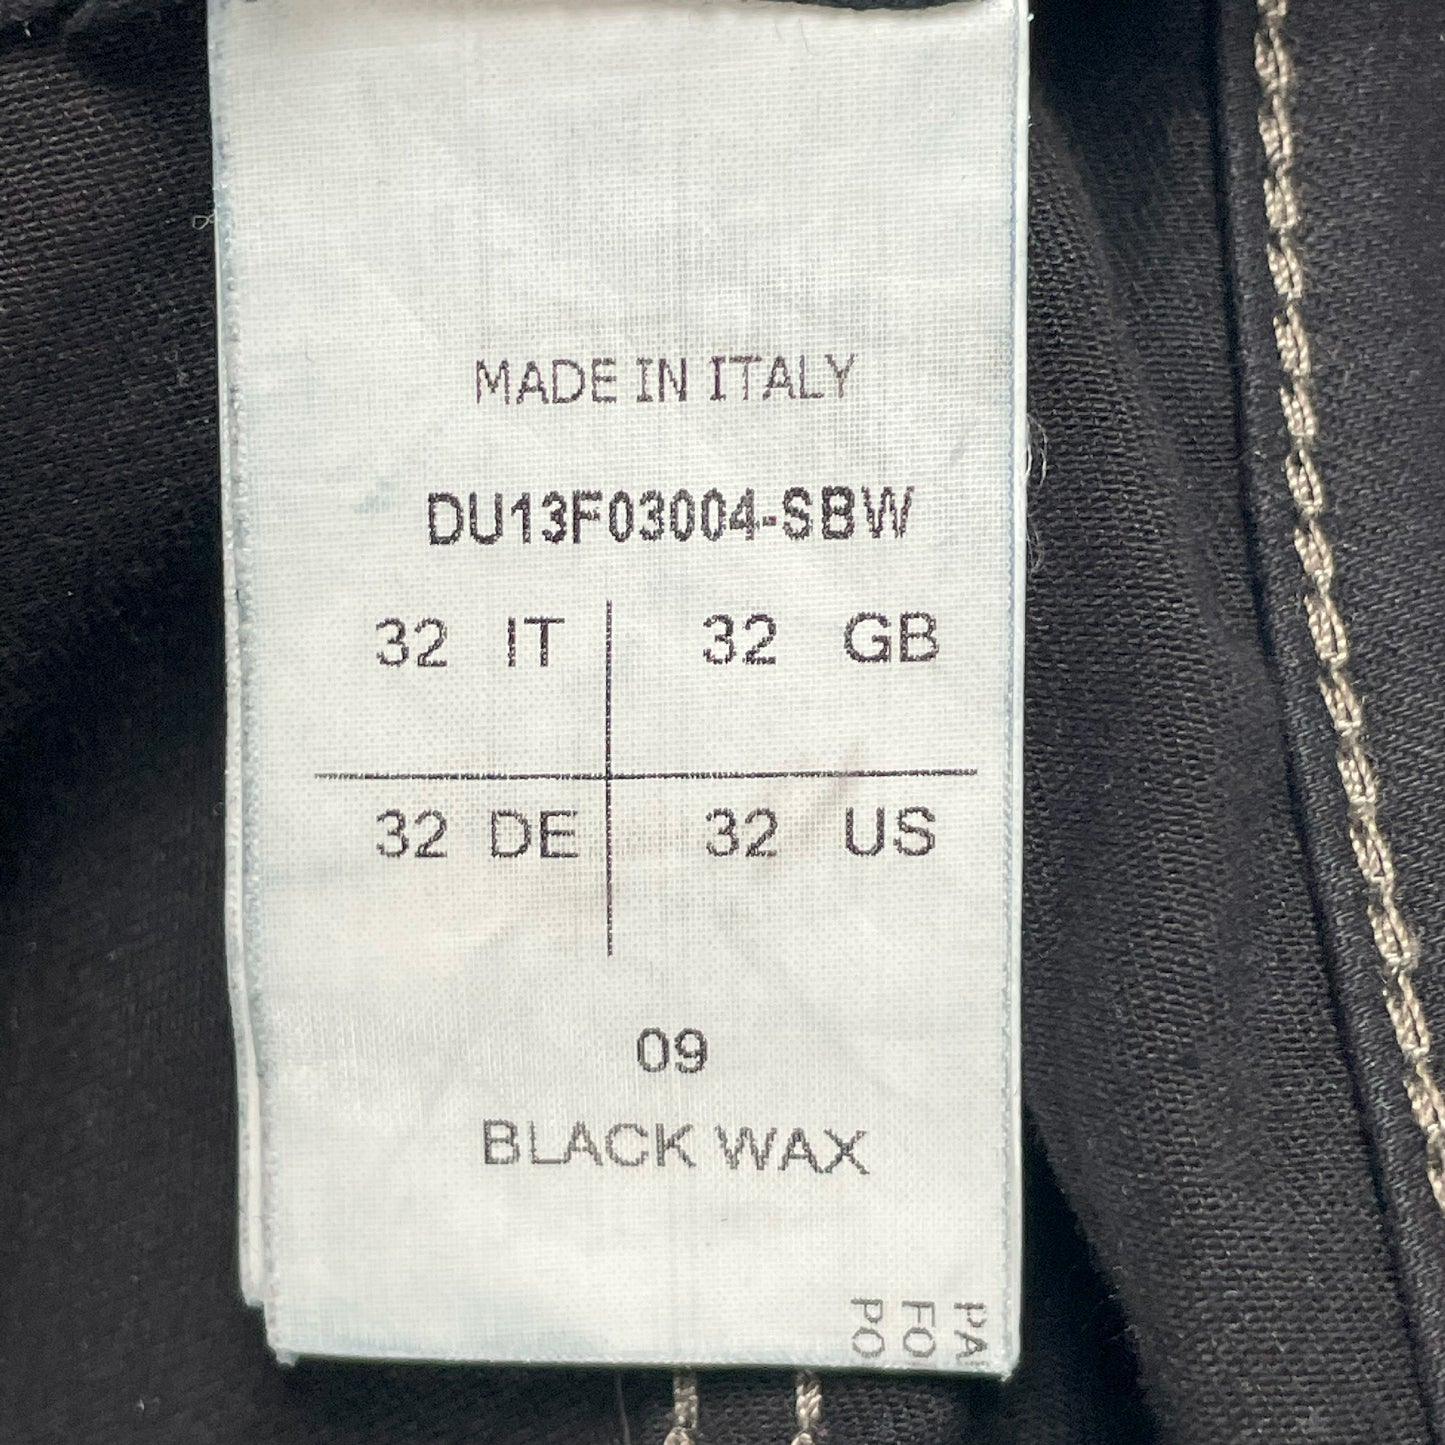 MADE IN ITALY
DU13F03004-SBW
32 IT 32 GB
32 DE 32 US
09
BLACK WAX